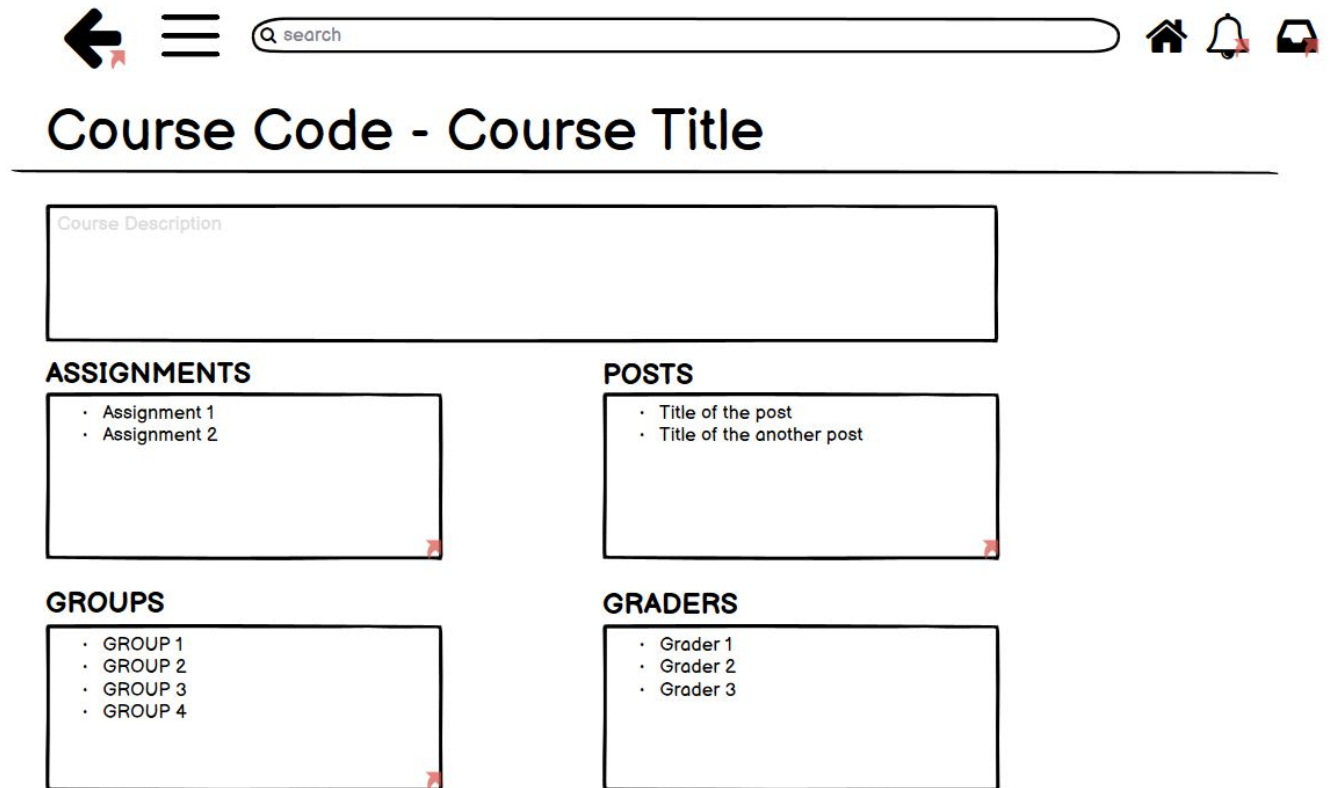 search
Course Code - Course Title
Course Description
ASSIGNMENTS
· Assignment 1
· Assignment 2
POSTS
· Title of the post
· Title of the another post
GROUPS
· GROUP 1
· GROUP 2
· GROUP 3
· GROUP 4
GRADERS
· Grader 1
· Grader 2
· Grader 3